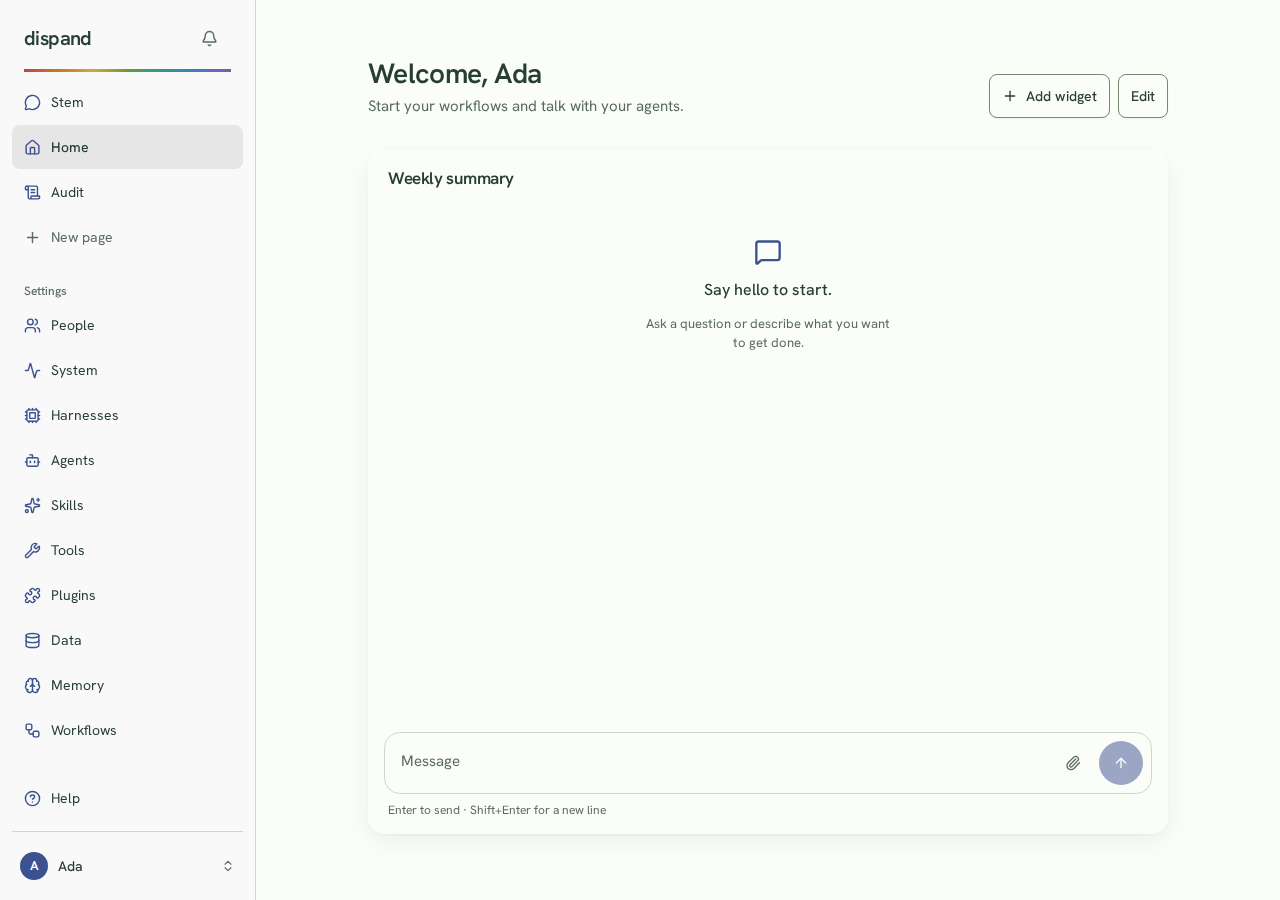 dispand
Stem
Home
Audit
New page
Settings
People
System
Harnesses
Agents
Skills
Tools
Plugins
Data
Memory
Workflows
Help
A
Ada
Welcome, Ada
Start your workflows and talk with your agents.
Add widget
Edit
Weekly summary
Say hello to start.
Ask a question or describe what you want
to get done.
Message
Enter to send · Shift+Enter for a new line